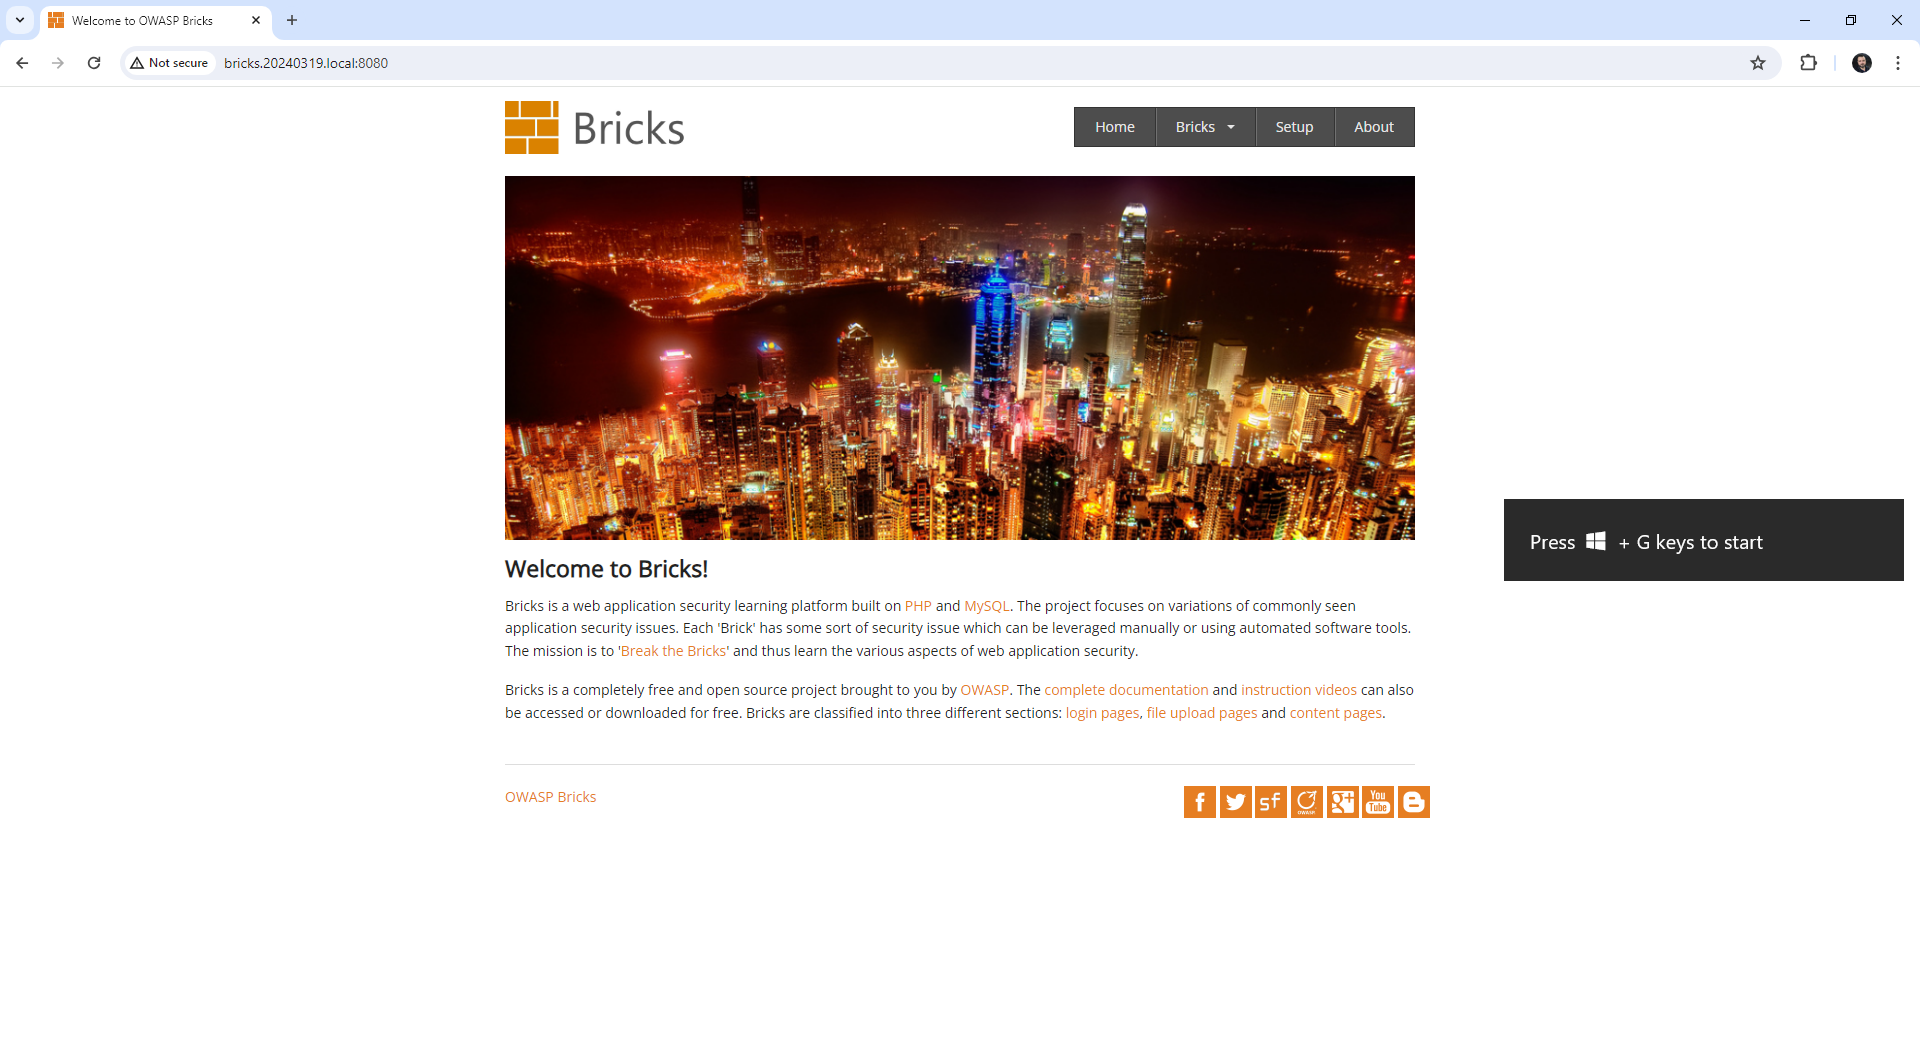 Welcome to OWASP Bricks
Not secure
bricks.20240319.local:8080
Bricks
Home
Bricks
Setup
About
Press + G keys to start
Welcome to Bricks!
Bricks is a web application security learning platform built on PHP and MySQL. The project focuses on variations of commonly seen
application security issues. Each 'Brick' has some sort of security issue which can be leveraged manually or using automated software tools.
The mission is to 'Break the Bricks' and thus learn the various aspects of web application security.
Bricks is a completely free and open source project brought to you by OWASP. The complete documentation and instruction videos can also
be accessed or downloaded for free. Bricks are classified into three different sections: login pages, file upload pages and content pages.
OWASP Bricks
f
sf
OWASP
g+
You
Tube
B